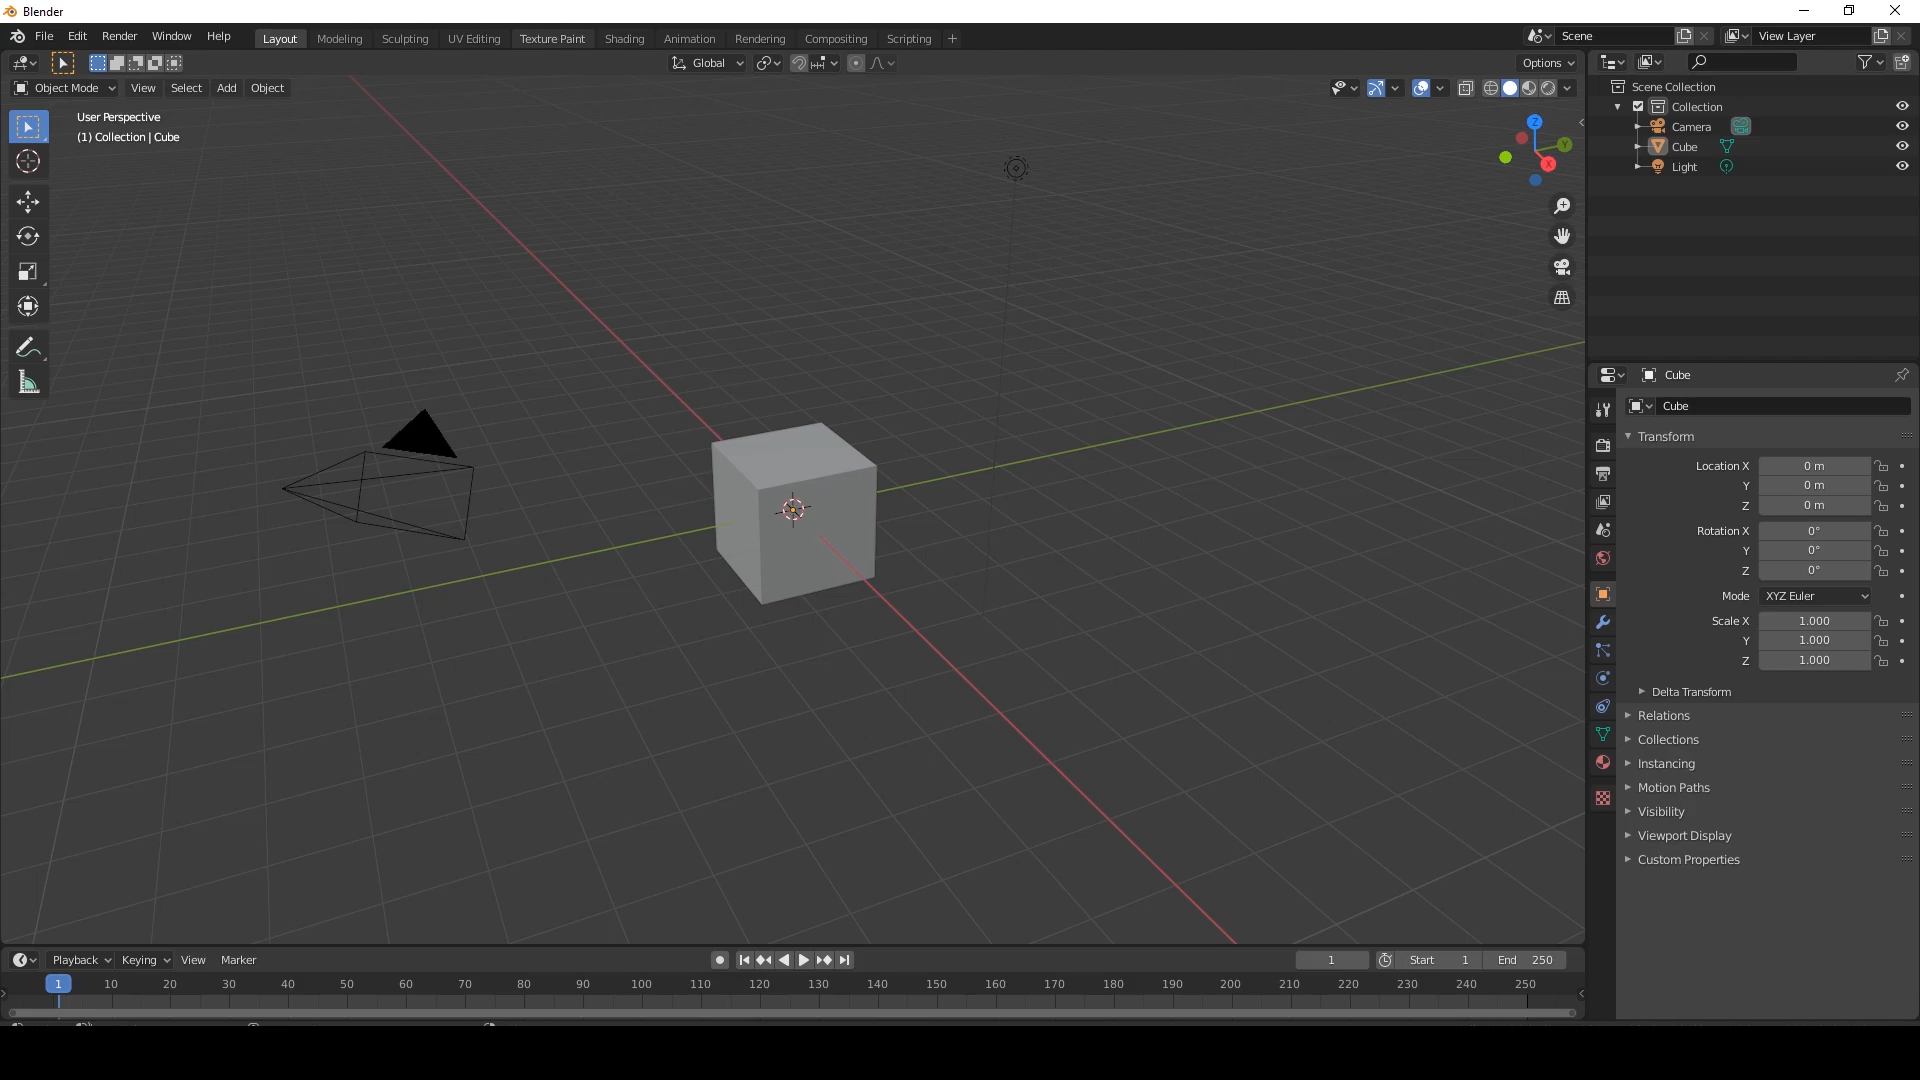 Blender
File Edit Render Window Help Layout Modeling Sculpting UV Editing Texture Paint Shading Animation Rendering Compositing Scripting + Scene View Layer
Global Options
Object Mode View Select Add Object
User Perspective
(1) Collection | Cube
Z
Y
X
Scene Collection
Collection
Camera
Cube
Light
Cube
Cube
Transform
Location X 0 m
Y 0 m
Z 0 m
Rotation X 0°
Y 0°
Z 0°
Mode XYZ Euler
Scale X 1.000
Y 1.000
Z 1.000
Delta Transform
Relations
Collections
Instancing
Motion Paths
Visibility
Viewport Display
Custom Properties
Playback Keying View Marker 1 Start 1 End 250
1 10 20 30 40 50 60 70 80 90 100 110 120 130 140 150 160 170 180 190 200 210 220 230 240 250